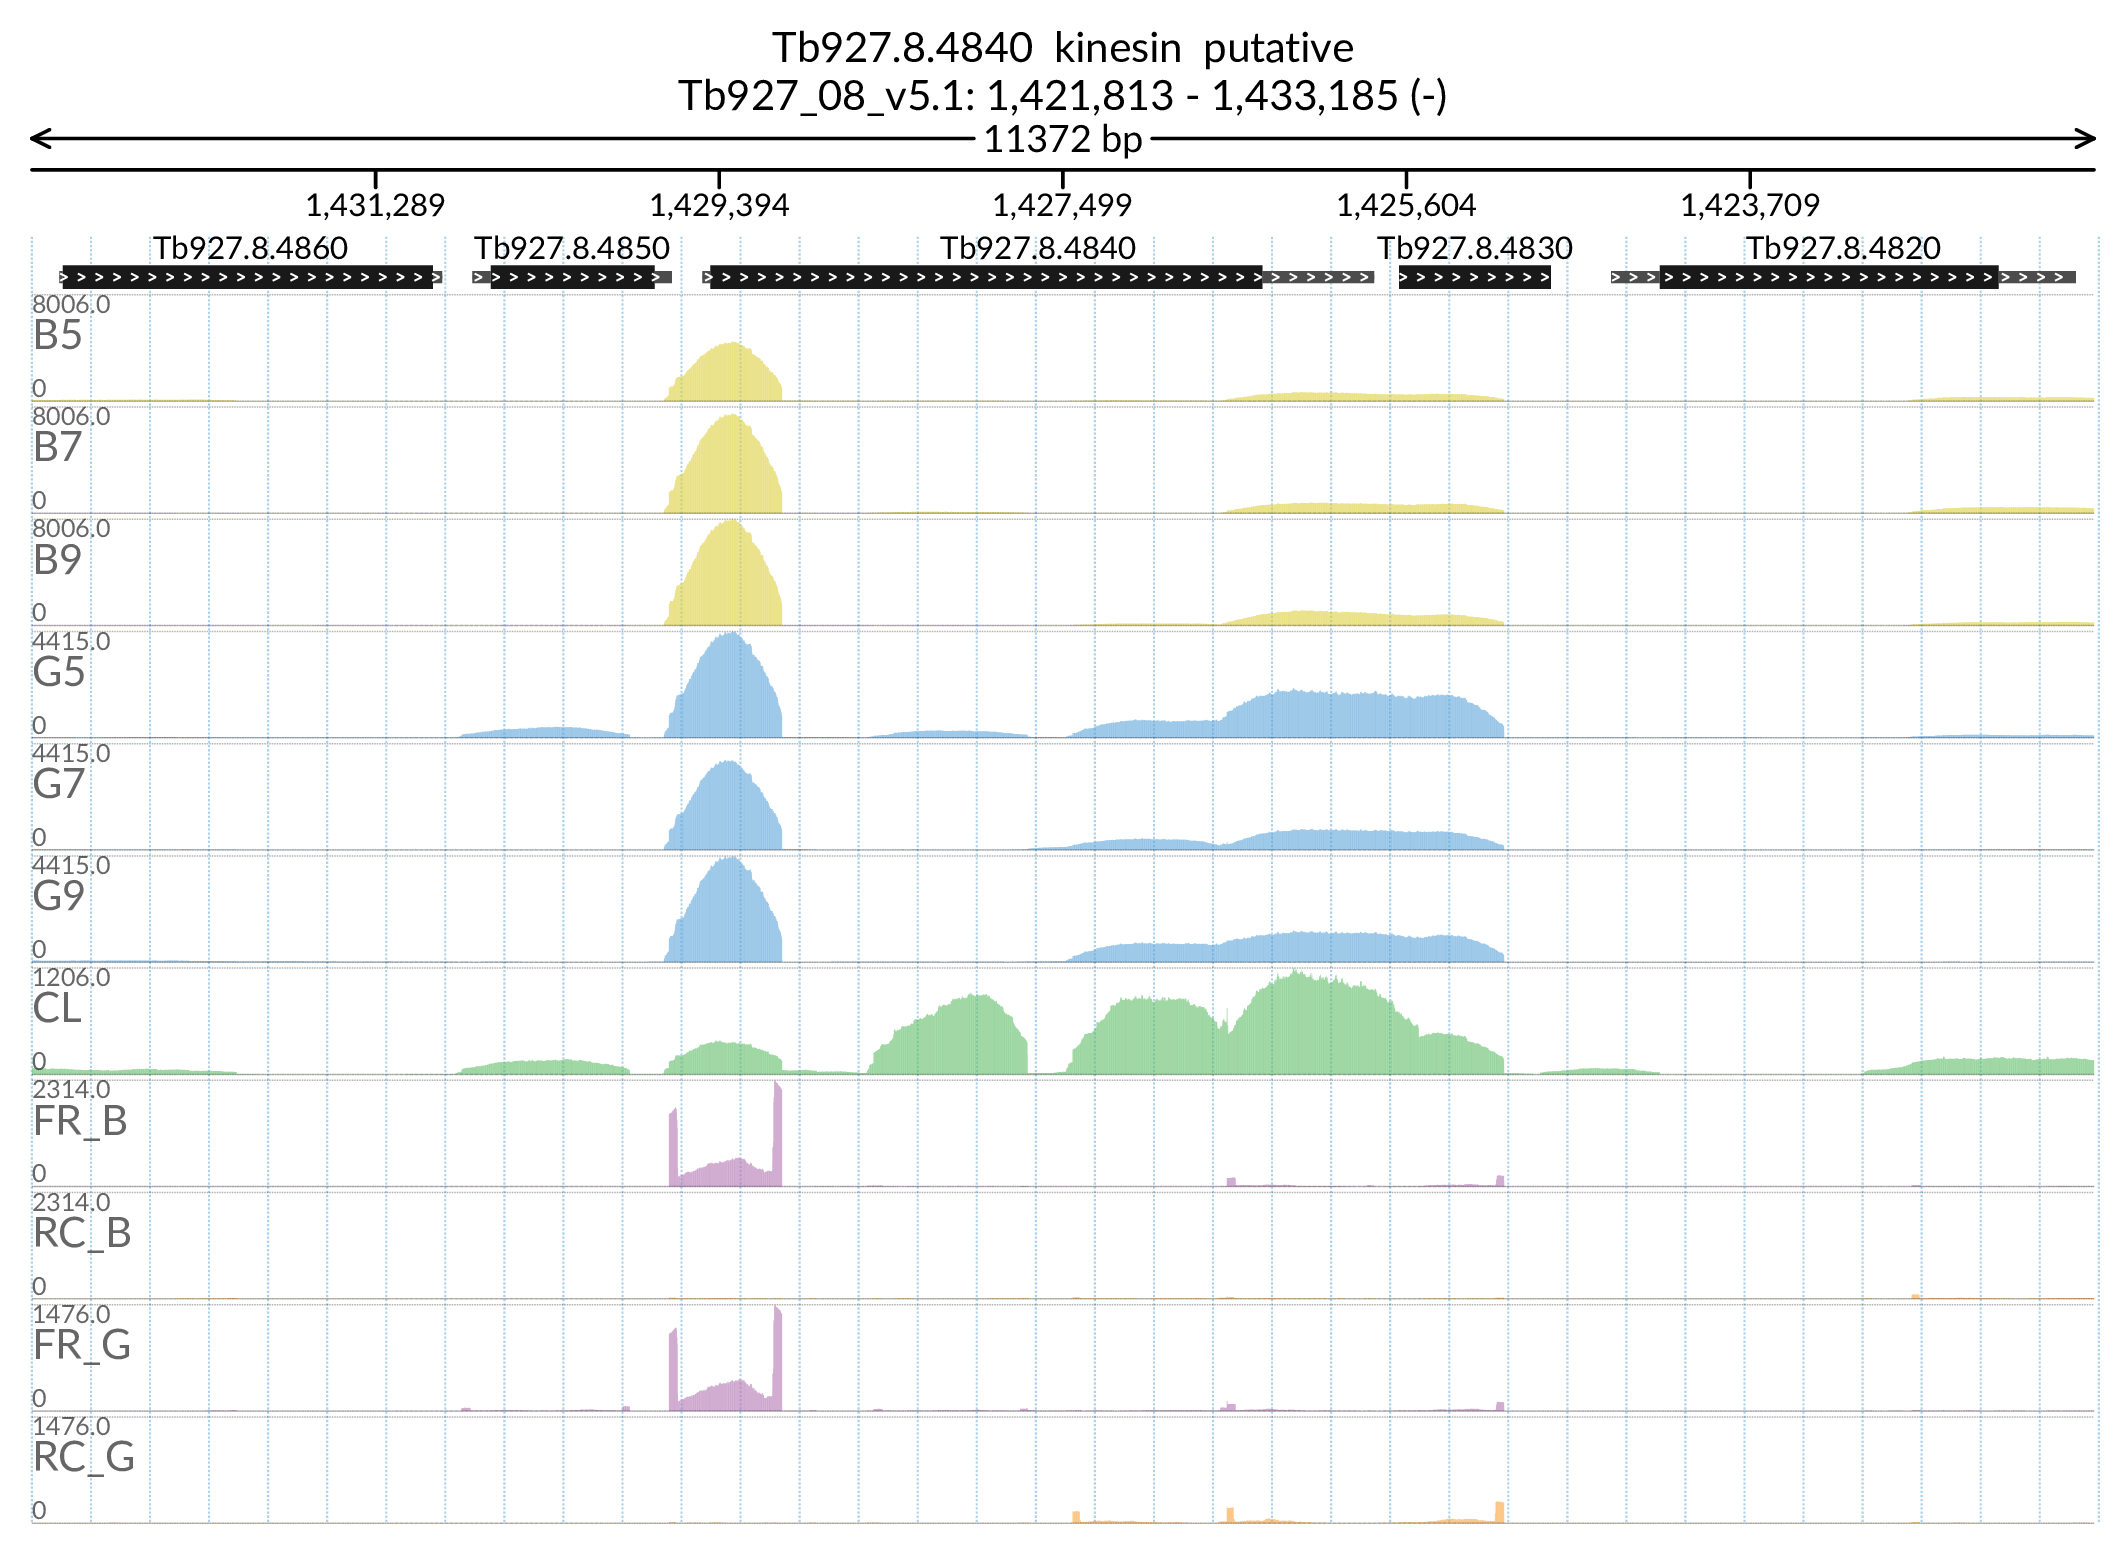 Tb927.8.4840 kinesin putative
Tb927_08_v5.1: 1,421,813 - 1,433,185 (-)
11372 bp
1,431,289 1,429,394 1,427,499 1,425,604 1,423,709
Tb927.8.4860 Tb927.8.4850 Tb927.8.4840 Tb927.8.4830 Tb927.8.4820
8006.0
B5
0
8006.0
B7
0
8006.0
B9
0
4415.0
G5
0
4415.0
G7
0
4415.0
G9
0
1206.0
CL
0
2314.0
FR_B
0
2314.0
RC_B
0
1476.0
FR_G
0
1476.0
RC_G
0